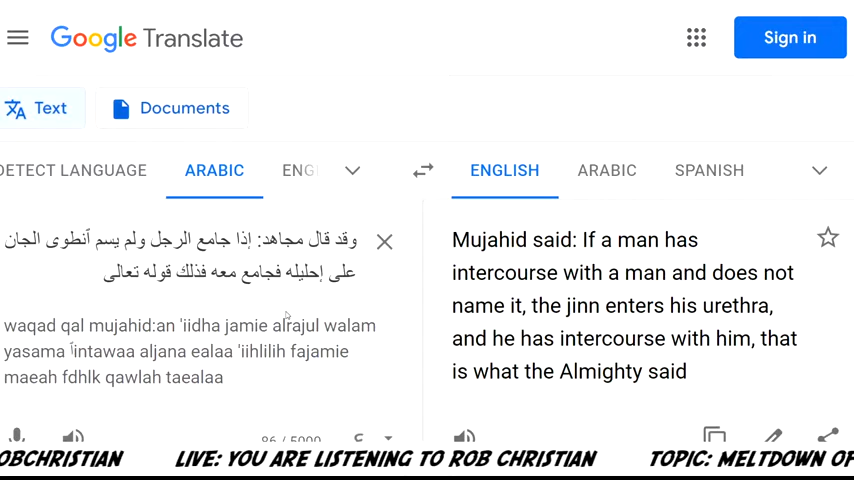 Google Translate
Sign in
Text
Documents
DETECT LANGUAGE
ARABIC
ENGLISH
ARABIC
SPANISH
وقد قال مجاهد: إذا جامع الرجل ولم يسم ٱنطوى الجان
على إحليله فجامع معه فذلك قوله تعالى
waqad qal mujahid:an 'iidha jamie alrajul walam
yasama ٱintawaa aljana ealaa 'iihlilih fajamie
maeah fdhlk qawlah taealaa
Mujahid said: If a man has
intercourse with a man and does not
name it, the jinn enters his urethra,
and he has intercourse with him, that
is what the Almighty said
86 / 5000
OBCHRISTIAN LIVE: YOU ARE LISTENING TO ROB CHRISTIAN TOPIC: MELTDOWN OF